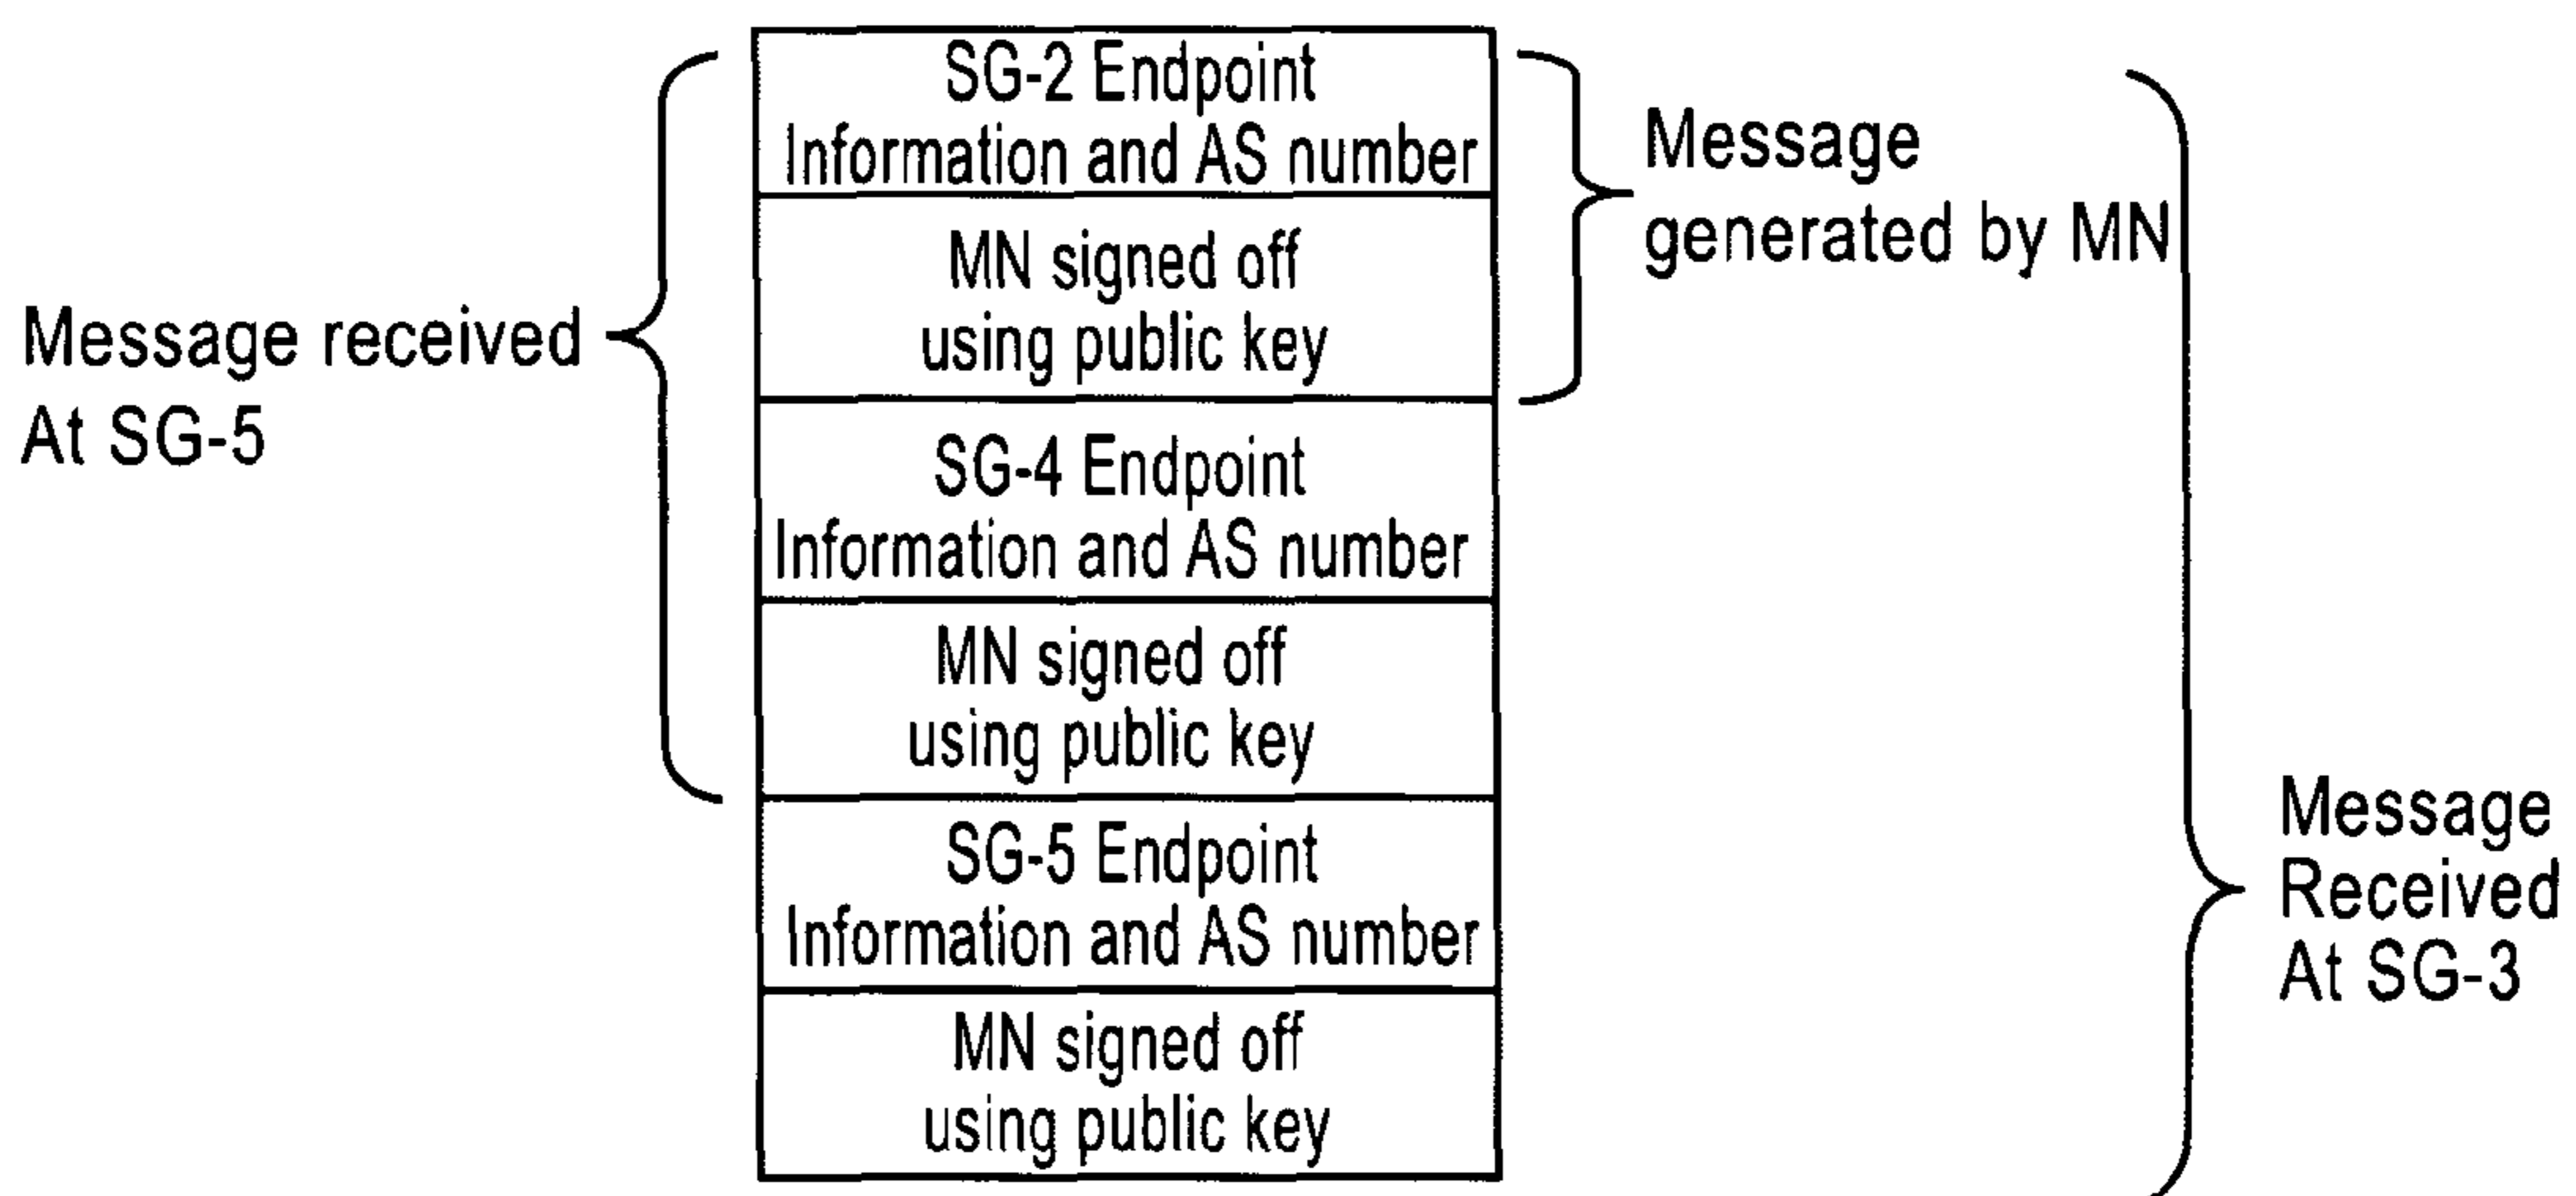 SG-2 Endpoint
Information and AS number
MN signed off
using public key
SG-4 Endpoint
Information and AS number
MN signed off
using public key
SG-5 Endpoint
Information and AS number
MN signed off
using public key
Message received
At SG-5
Message
generated by MN
Message
Received
At SG-3